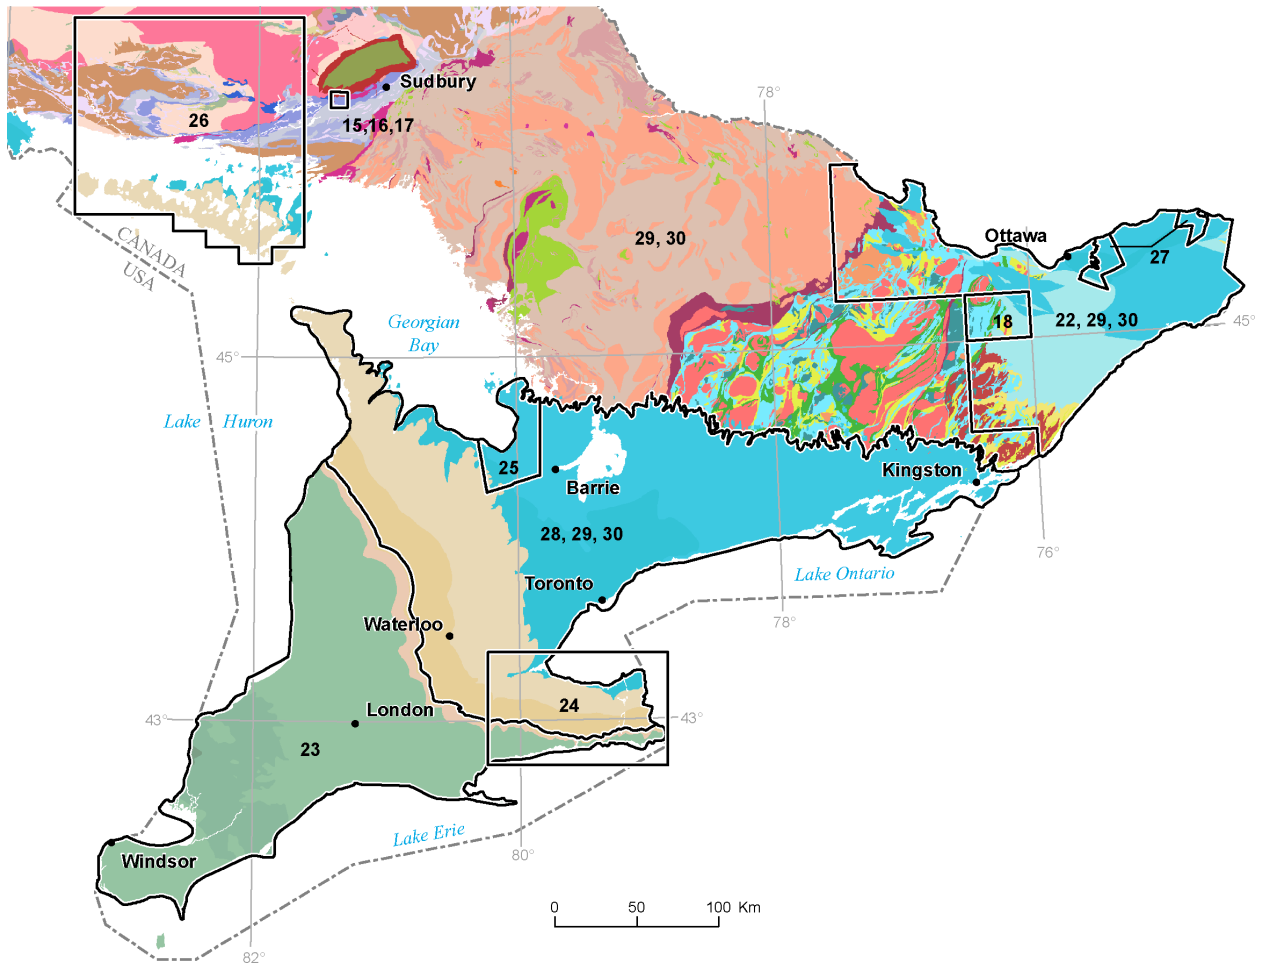 Sudbury
78°
26
15,16,17
CANADA
USA
29, 30
Ottawa
27
Georgian
Bay
18
22, 29, 30
45°
45°
Lake Huron
25
Barrie
Kingston
28, 29, 30
76°
Toronto
Lake Ontario
Waterloo
78°
24
London
43°
43°
23
Lake Erie
80°
Windsor
0 50 100 Km
82°